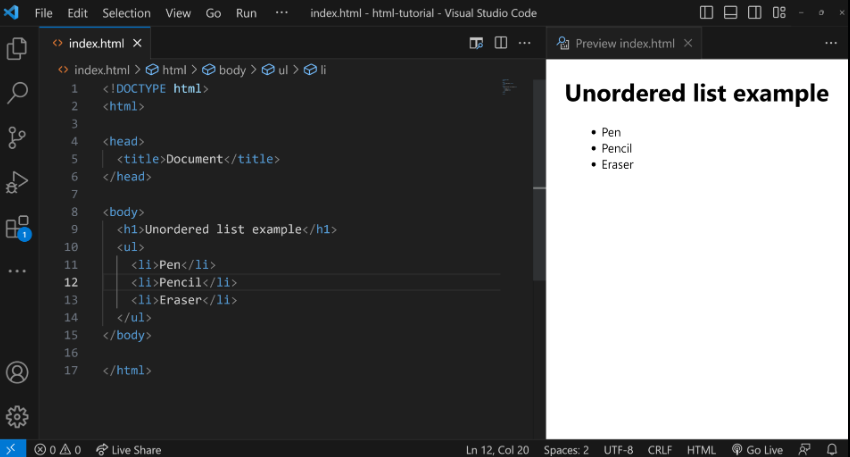 File Edit Selection View Go Run ··· index.html - html-tutorial - Visual Studio Code
index.html
Preview index.html
index.html > html > body > ul > li
1 <!DOCTYPE html>
2 <html>
3
4 <head>
5 <title>Document</title>
6 </head>
7
8 <body>
9 <h1>Unordered list example</h1>
10 <ul>
11 <li>Pen</li>
12 <li>Pencil</li>
13 <li>Eraser</li>
14 </ul>
15 </body>
16
17 </html>
1
Unordered list example
• Pen
• Pencil
• Eraser
0 0 Live Share Ln 12, Col 20 Spaces: 2 UTF-8 CRLF HTML Go Live